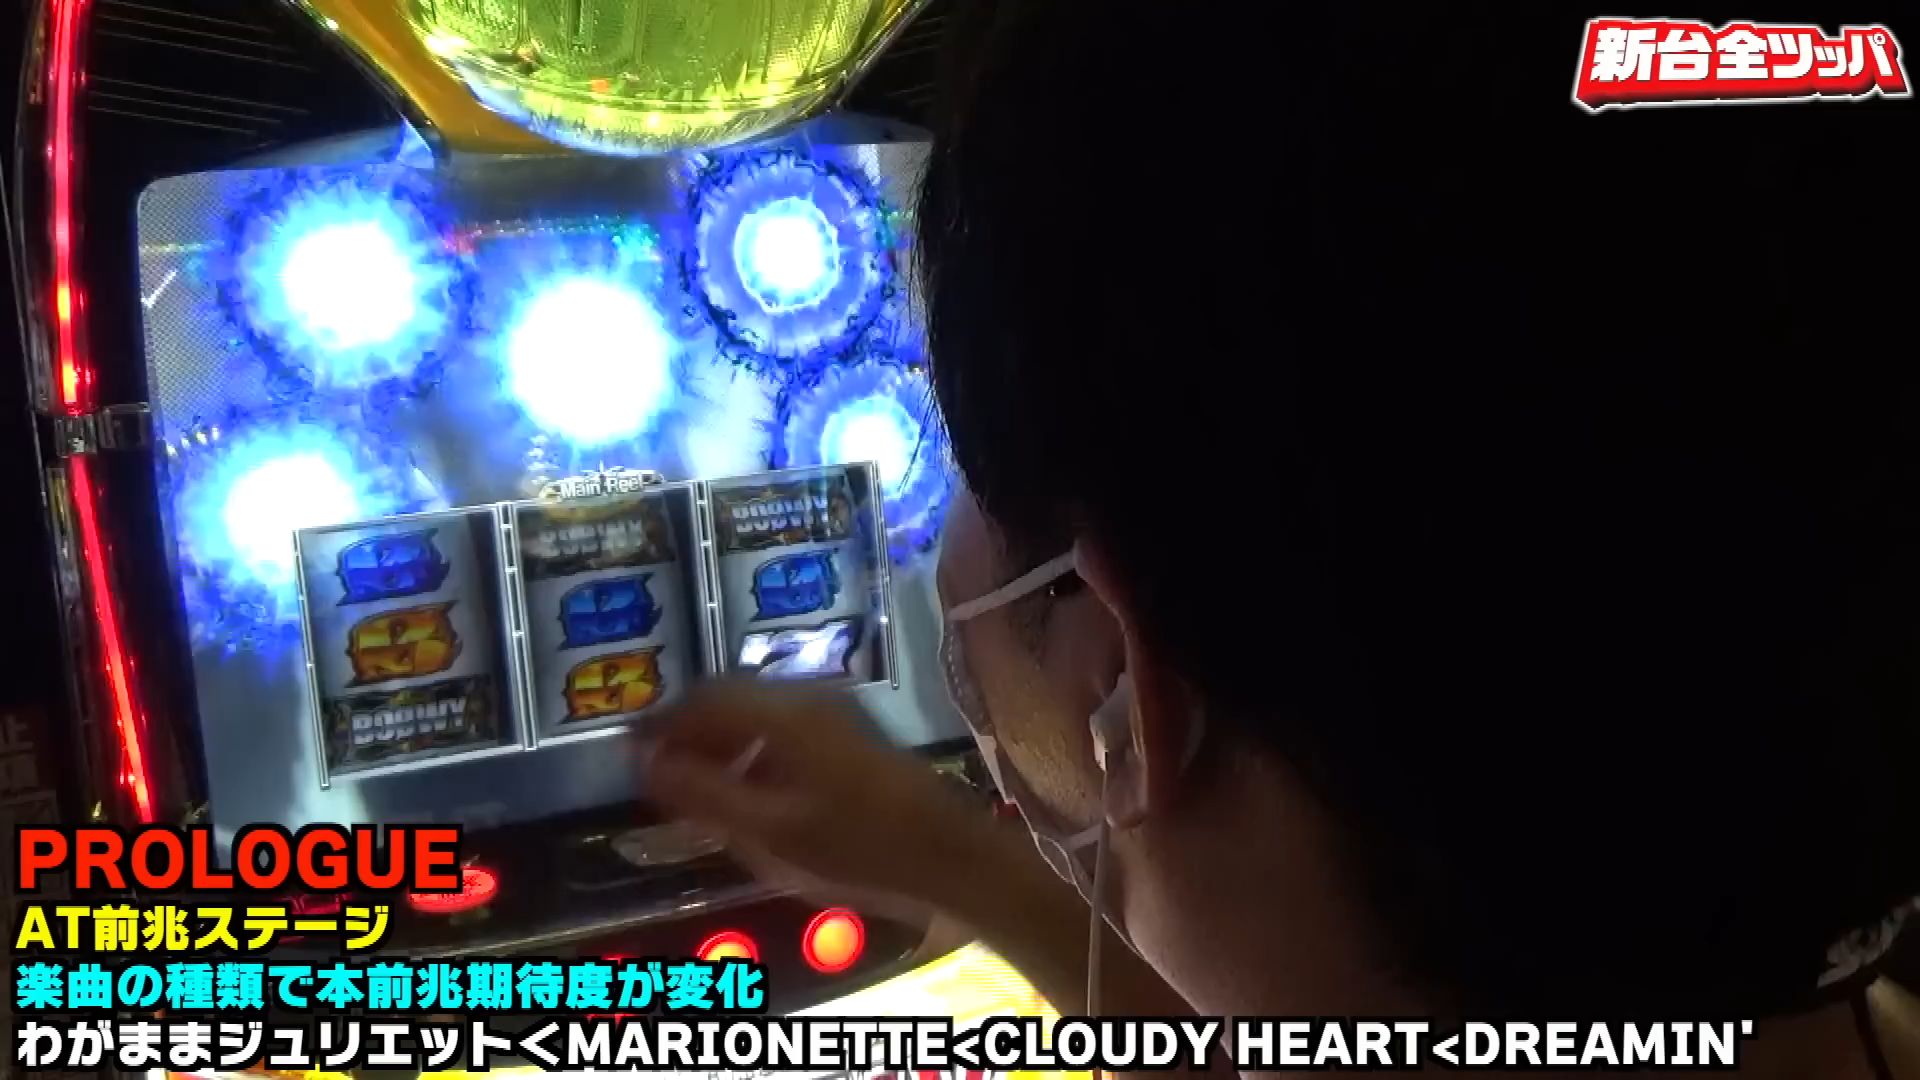 新台全ツッパ
Main Reel
BOØWY
BOØWY
BOØWY
PROLOGUE
AT前兆ステージ
楽曲の種類で本前兆期待度が変化
わがままジュリエット<MARIONETTE<CLOUDY HEART<DREAMIN'